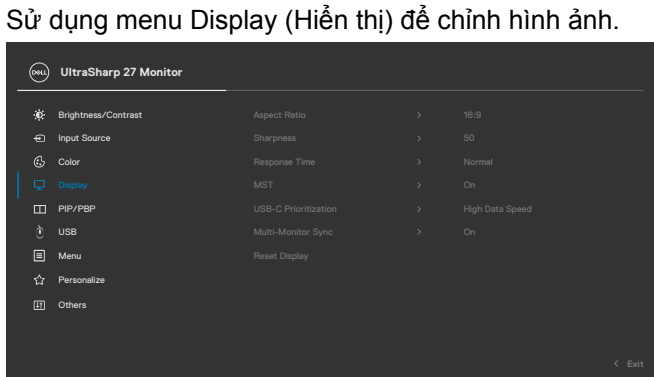 Sử dụng menu Display (Hiển thị) để chỉnh hình ảnh.
DELL UltraSharp 27 Monitor
Brightness/Contrast Aspect Ratio > 16:9
Input Source Sharpness > 50
Color Response Time > Normal
Display MST > On
PIP/PBP USB-C Prioritization > High Data Speed
USB Multi-Monitor Sync > On
Menu Reset Display
Personalize
Others
< Exit